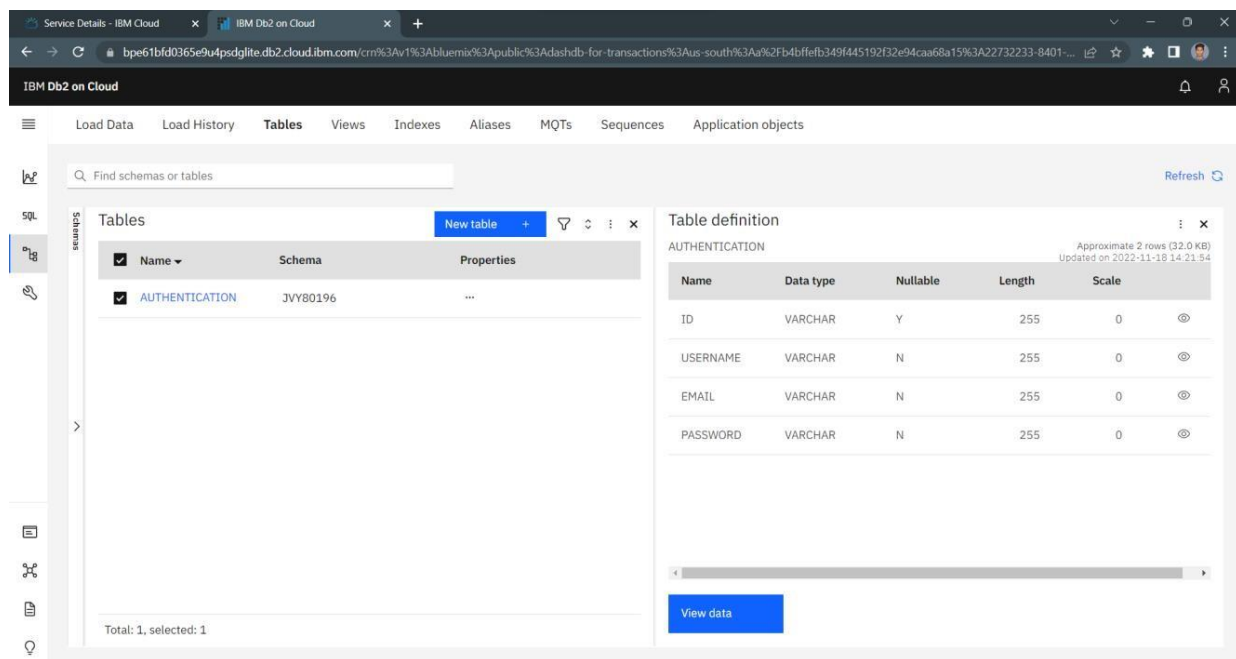 Service Details - IBM Cloud
IBM Db2 on Cloud
bpe61bfd0365e9u4psdglite.db2.cloud.ibm.com/crn%3Av1%3Abluemix%3Apublic%3Adashdb-for-transactions%3Aus-south%3Aa%2Fb4bffefb349f445192f32e94caa68a15%3A22732233-8401-...
IBM Db2 on Cloud
Load Data Load History Tables Views Indexes Aliases MQTs Sequences Application objects
Find schemas or tables
Refresh
SQL
Schemas
Tables
New table +
Name Schema Properties
AUTHENTICATION JVY80196 ...
Total: 1, selected: 1
Table definition
AUTHENTICATION
Approximate 2 rows (32.0 KB)
Updated on 2022-11-18 14:21:54
Name Data type Nullable Length Scale
ID VARCHAR Y 255 0
USERNAME VARCHAR N 255 0
EMAIL VARCHAR N 255 0
PASSWORD VARCHAR N 255 0
View data